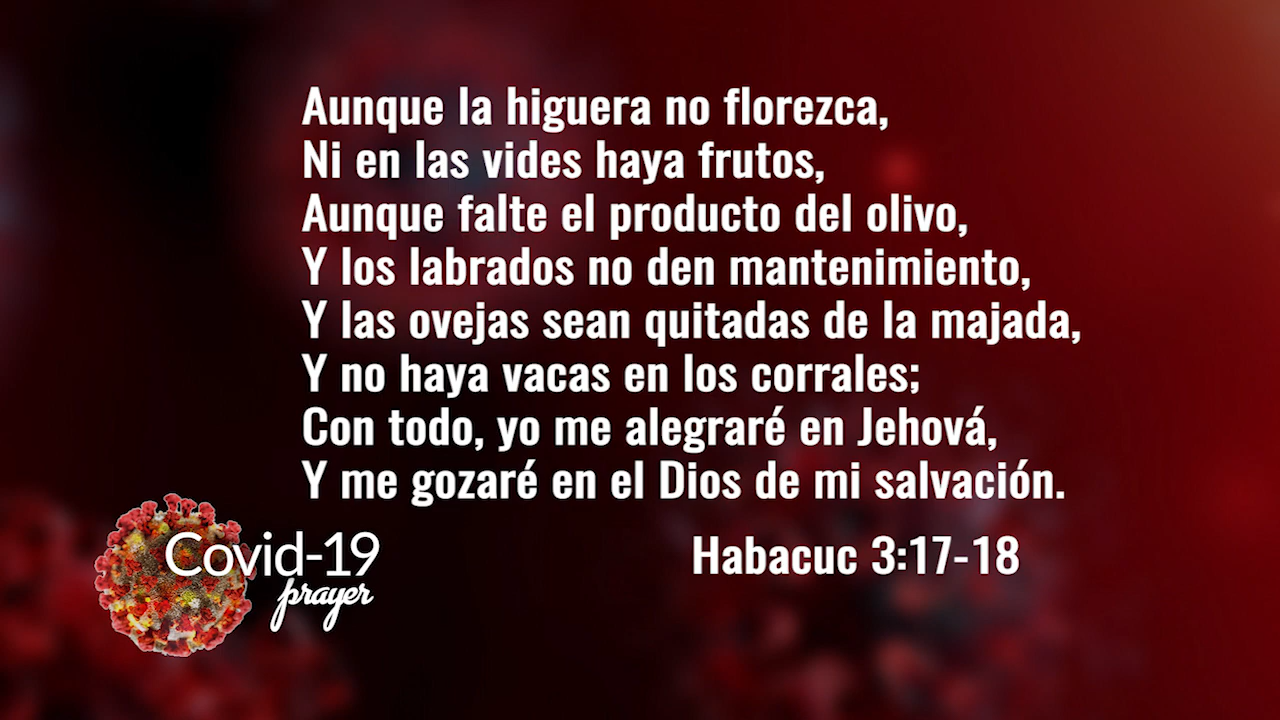 Aunque la higuera no florezca,
Ni en las vides haya frutos,
Aunque falte el producto del olivo,
Y los labrados no den mantenimiento,
Y las ovejas sean quitadas de la majada,
Y no haya vacas en los corrales;
Con todo, yo me alegraré en Jehová,
Y me gozaré en el Dios de mi salvación.
Habacuc 3:17-18
Covid-19
prayer